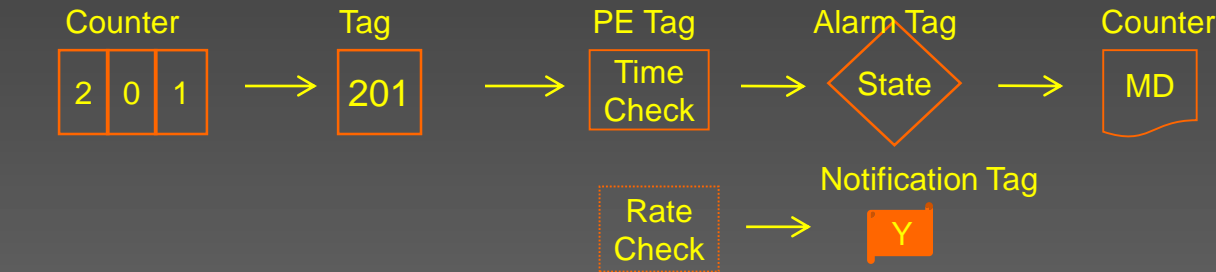 Counter
Tag
PE Tag
Alarm Tag
Counter
2 0 1
201
Time
Check
State
MD
Notification Tag
Rate
Check
Y